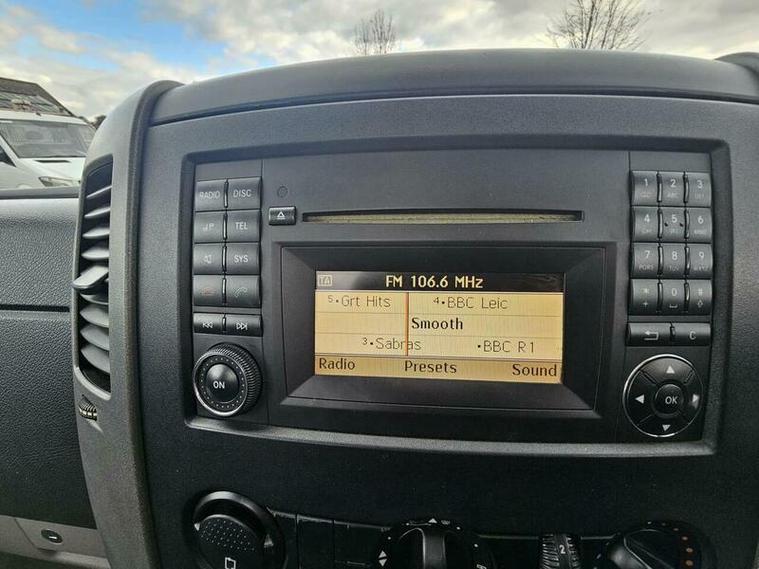 RADIO DISC
TEL
SYS
ON
TA FM 106.6 MHz
5•Grt Hits 4•BBC Leic
Smooth
3•Sabras •BBC R1
Radio Presets Sound
1 2 3
4 5 6
7 8 9
* 0
C
OK
2